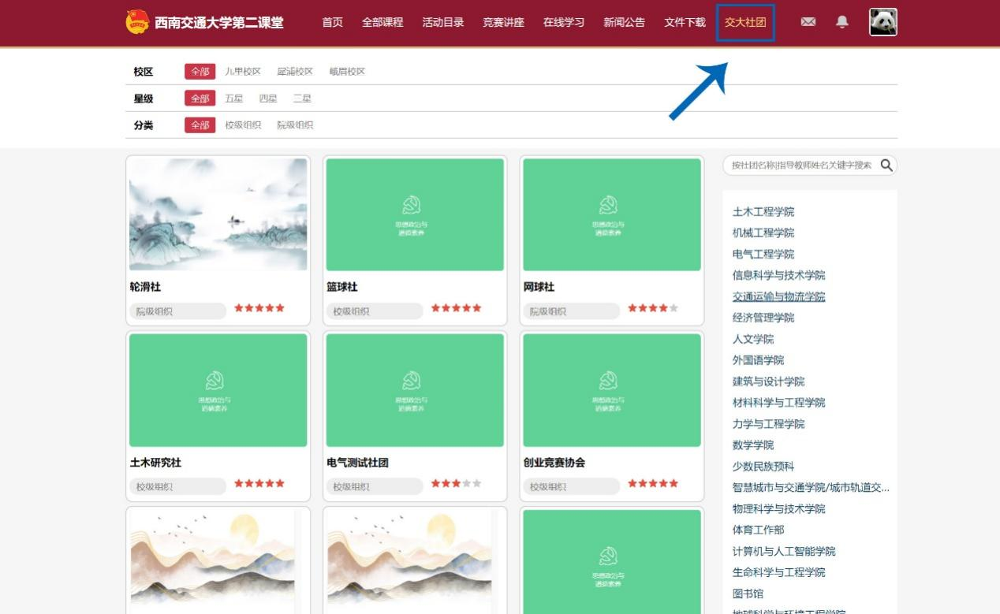 西南交通大学第二课堂
首页 全部课程 活动目录 竞赛讲座 在线学习 新闻公告 文件下载 交大社团
校区 全部 九里校区 犀浦校区 峨眉校区
星级 全部 五星 四星 三星
分类 全部 校级组织 院级组织
按社团名称|指导教师姓名关键字搜索
思想政治与
道德素养
思想政治与
道德素养
轮滑社
院级组织
篮球社
校级组织
网球社
院级组织
思想政治与
道德素养
思想政治与
道德素养
思想政治与
道德素养
土木研究社
校级组织
电气测试社团
校级组织
创业竞赛协会
校级组织
思想政治与
道德素养
土木工程学院
机械工程学院
电气工程学院
信息科学与技术学院
交通运输与物流学院
经济管理学院
人文学院
外国语学院
建筑与设计学院
材料科学与工程学院
力学与工程学院
数学学院
少数民族预科
智慧城市与交通学院/城市轨道交...
物理科学与技术学院
体育工作部
计算机与人工智能学院
生命科学与工程学院
图书馆
地球科学与环境工程学院